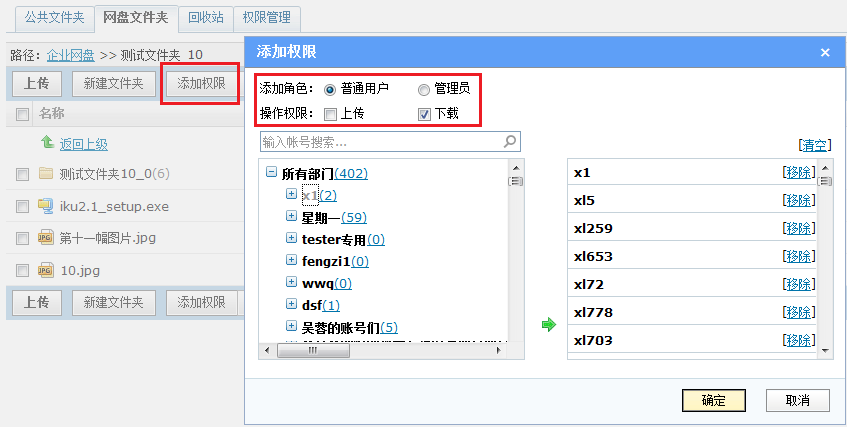 公共文件夹 网盘文件夹 回收站 权限管理
路径：企业网盘 >> 测试文件夹_10
上传 新建文件夹 添加权限
名称
返回上级
测试文件夹10_0(6)
iku2.1_setup.exe
第十一幅图片.jpg
10.jpg
上传 新建文件夹 添加权限
添加权限 ×
添加角色： 普通用户 管理员
操作权限： 上传 下载
输入帐号搜索...
[清空]
所有部门(402)
x1(2)
星期一(59)
tester专用(0)
fengzi1(0)
wwq(0)
dsf(1)
吴蓉的账号们(5)
x1 [移除]
xl5 [移除]
xl259 [移除]
xl653 [移除]
xl72 [移除]
xl778 [移除]
xl703 [移除]
确定 取消